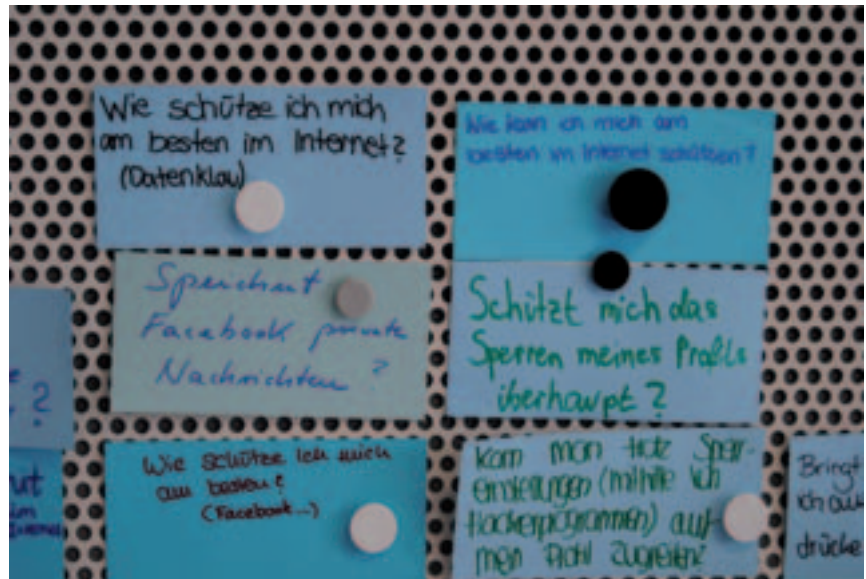 Wie schütze ich mich
am besten im Internet?
(Datenklau)
Wie kann ich mich am
besten im Internet schützen?
Speichert
Facebook private
Nachrichten?
Schützt mich das
Sperren meines Profils
überhaupt?
?
Wie schütze ich mich
am besten?
(Facebook...)
Kann man trotz Sperr-
einstellungen (mithilfe
Hackerprogrammen) auf
Profil zugreifen?
Bringt
ich
drücke